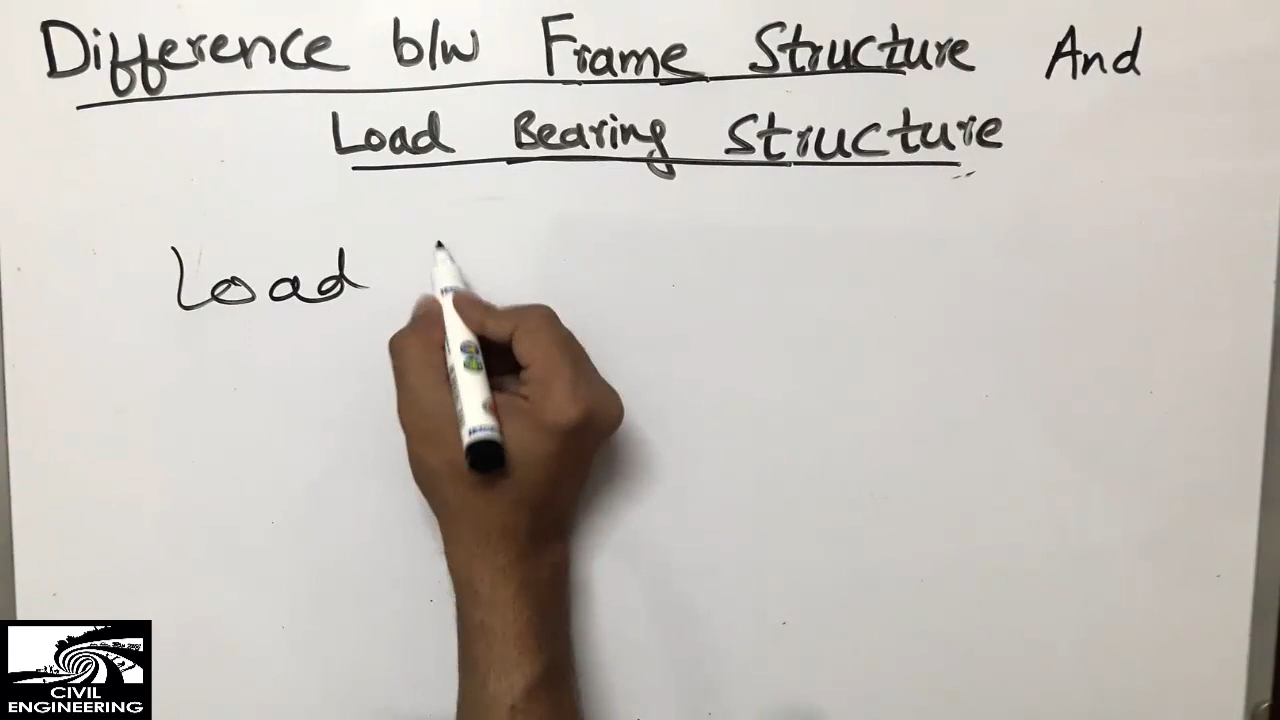 Difference b/w Frame Structure And
Load Bearing Structure
Load
CIVIL
ENGINEERING